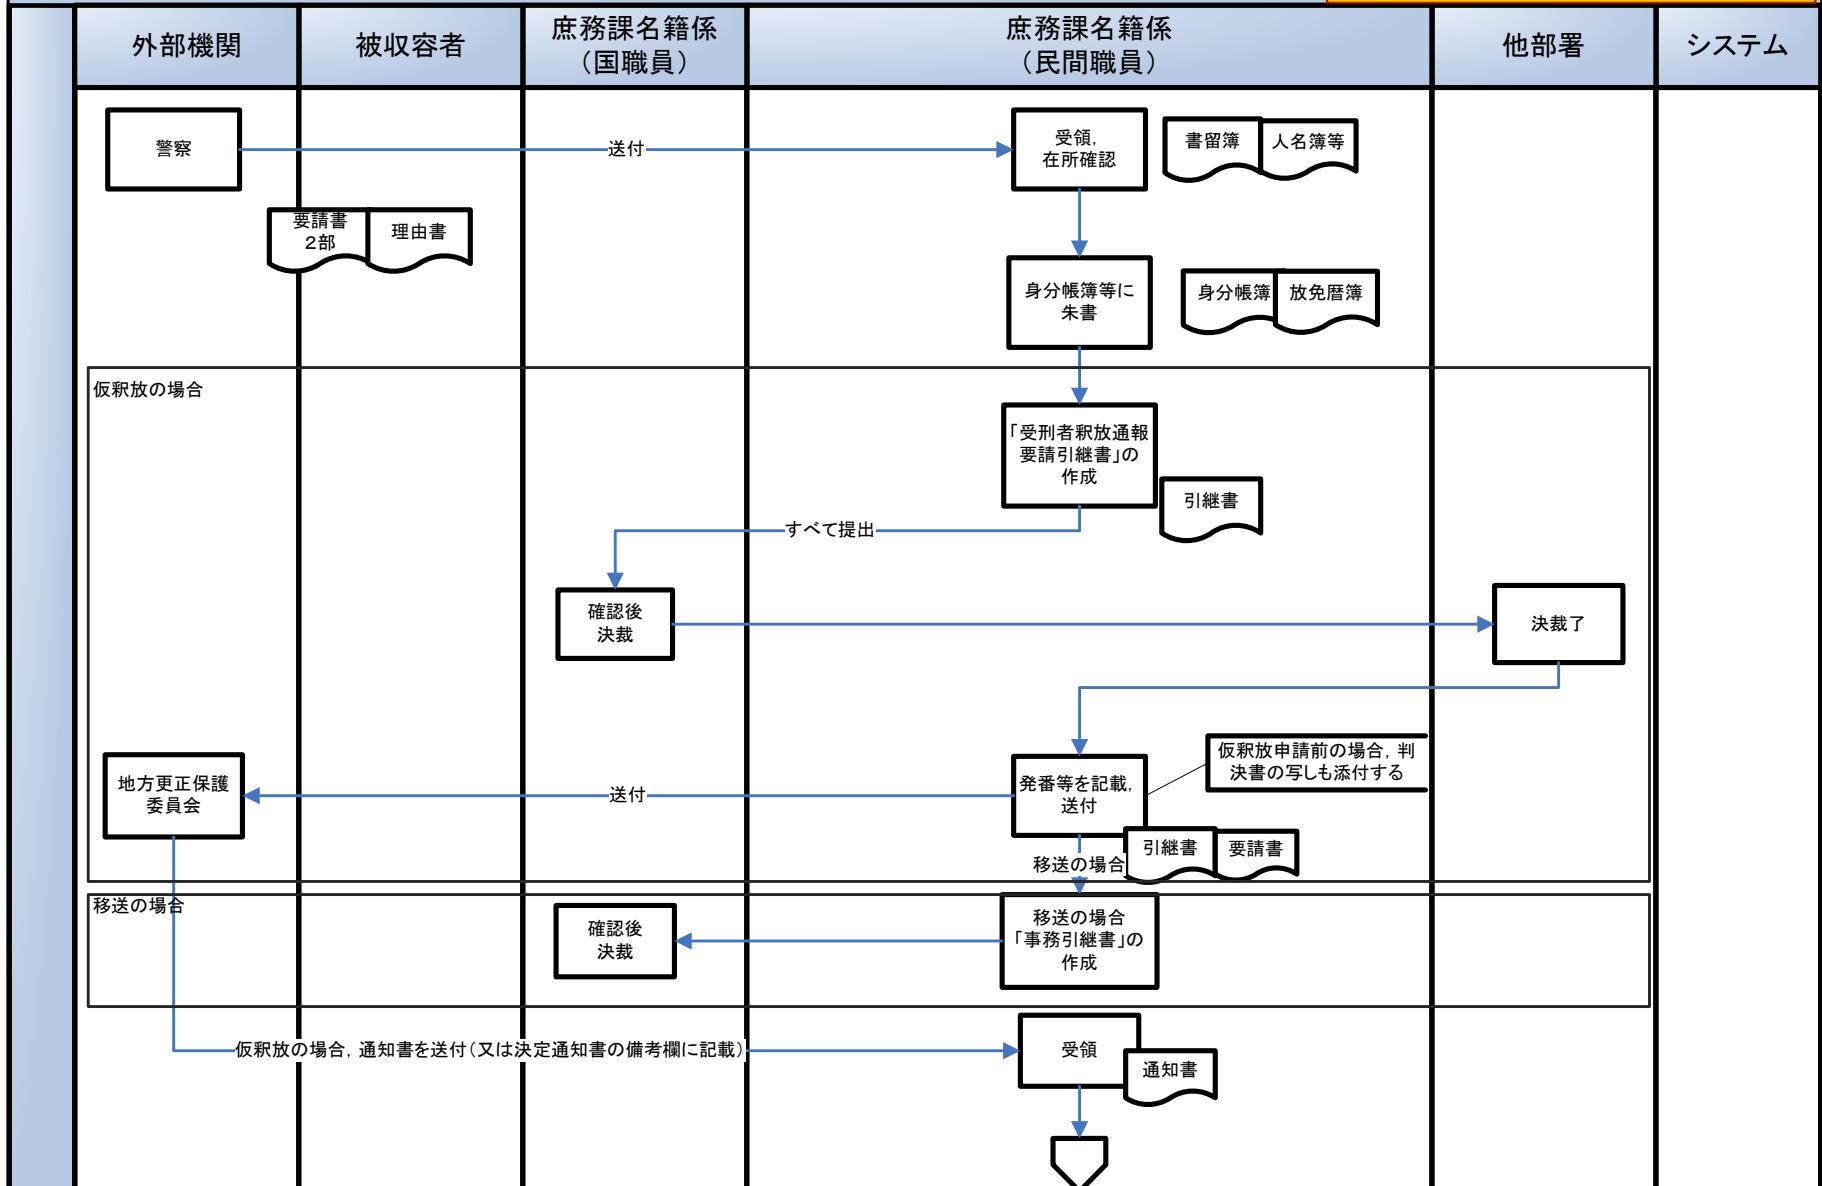 外部機関
被収容者
庶務課名籍係
（国職員）
庶務課名籍係
（民間職員）
他部署
システム
警察
送付
受領，
在所確認
書留簿
人名簿等
要請書
２部
理由書
身分帳簿等に
朱書
身分帳簿
放免暦簿
仮釈放の場合
「受刑者釈放通報
要請引継書」の
作成
引継書
すべて提出
確認後
決裁
決裁了
仮釈放申請前の場合，判
決書の写しも添付する
地方更正保護
委員会
送付
発番等を記載，
送付
引継書
要請書
移送の場合
移送の場合
確認後
決裁
移送の場合
「事務引継書」の
作成
仮釈放の場合，通知書を送付（又は決定通知書の備考欄に記載）
受領
通知書